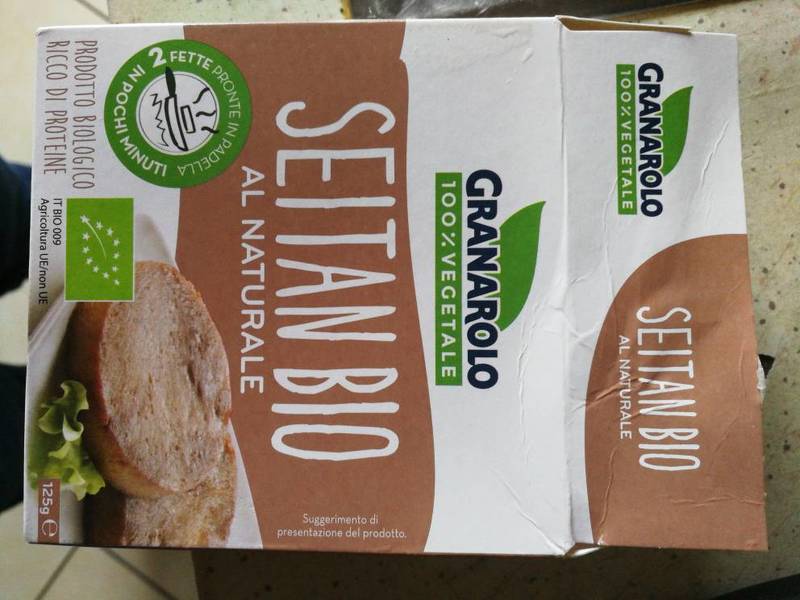 GRANAROLO
100% VEGETALE
SEITAN BIO
AL NATURALE
GRANAROLO
100% VEGETALE
SEITAN BIO
AL NATURALE
2 FETTE PRONTE IN PADELLA
IN POCHI MINUTI
PRODOTTO BIOLOGICO
RICCO DI PROTEINE
IT BIO 009
Agricoltura UE/non UE
Suggerimento di
presentazione del prodotto.
125g e